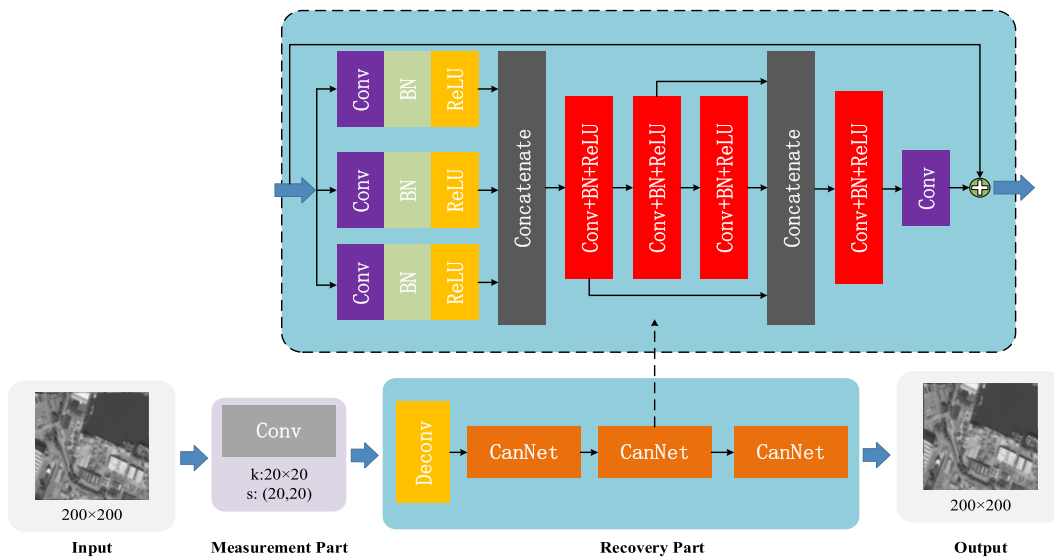 Conv
BN
ReLU
Conv
BN
ReLU
Conv
BN
ReLU
Concatenate
Conv+BN+ReLU
Conv+BN+ReLU
Conv+BN+ReLU
Concatenate
Conv+BN+ReLU
Conv
200×200
Input
Conv
k:20×20
s: (20,20)
Measurement Part
Deconv
CanNet
CanNet
CanNet
Recovery Part
200×200
Output